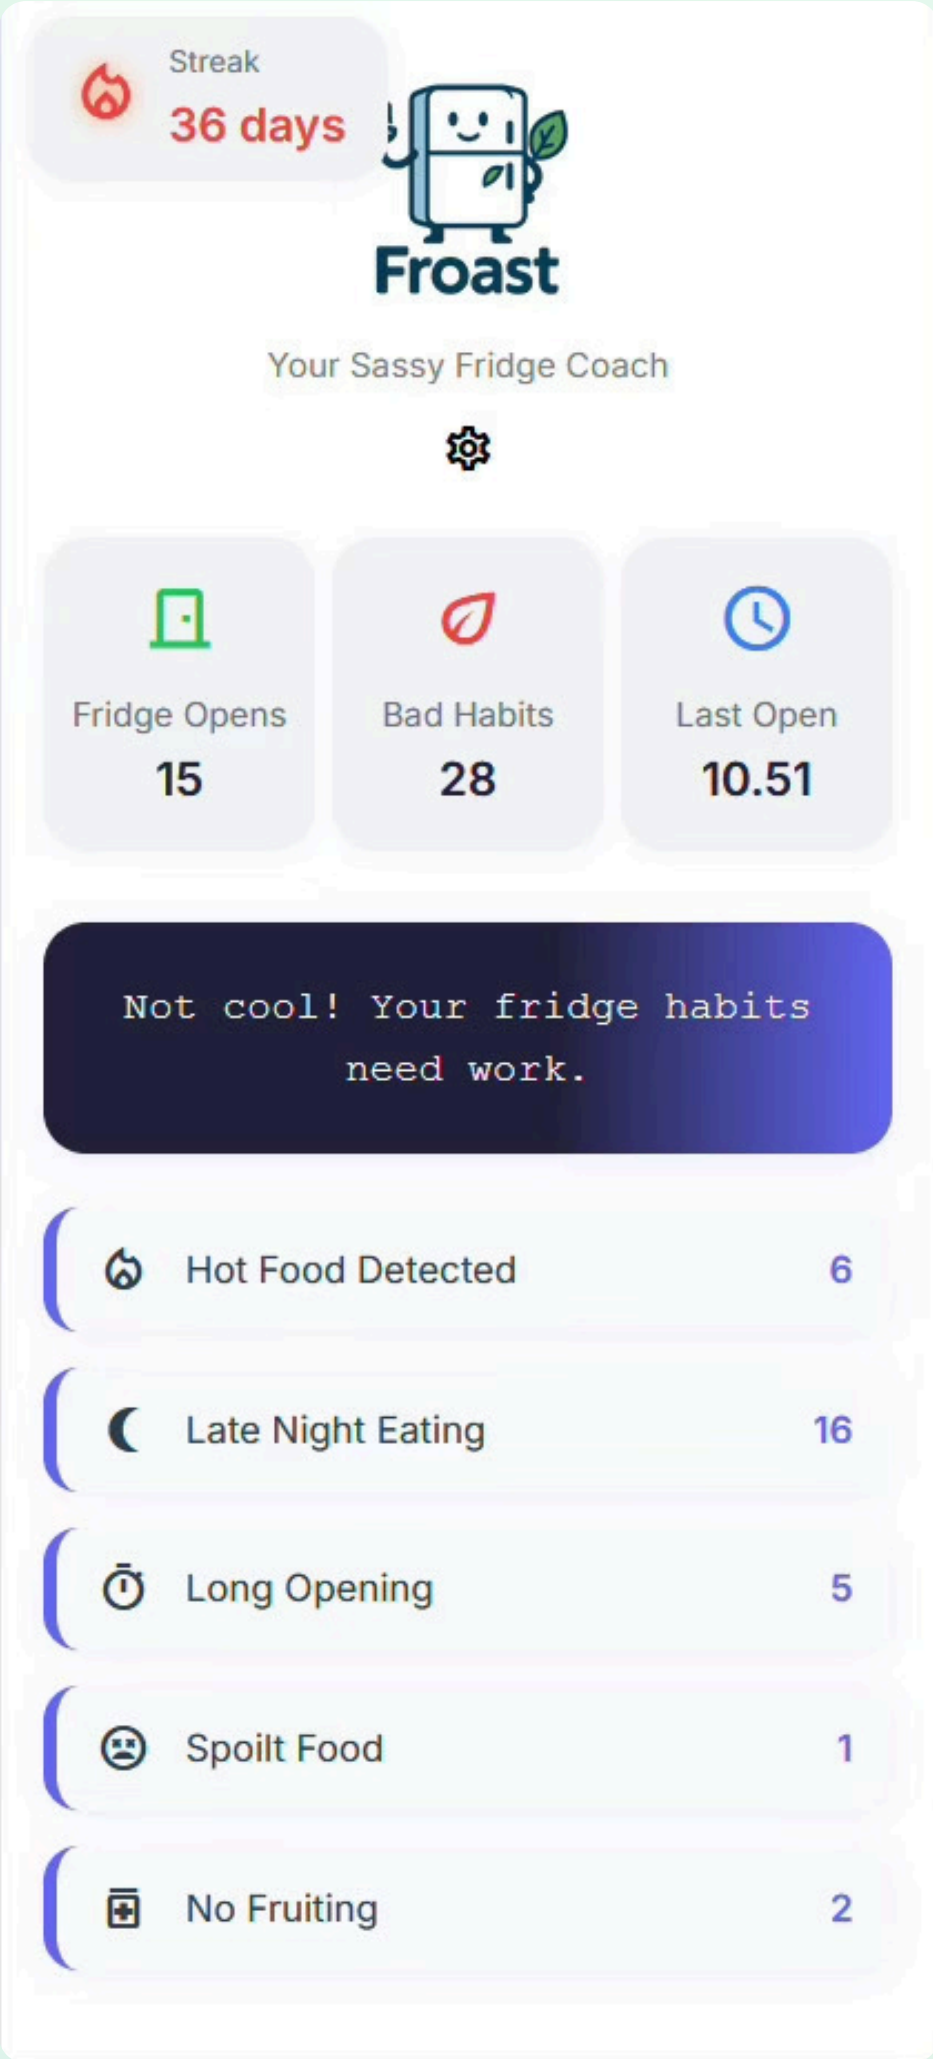 Streak
36 days
Froast
Your Sassy Fridge Coach
Fridge Opens
15
Bad Habits
28
Last Open
10.51
Not cool! Your fridge habits
need work.
Hot Food Detected 6
Late Night Eating 16
Long Opening 5
Spoilt Food 1
No Fruiting 2